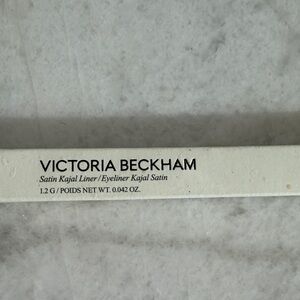 VICTORIA BECKHAM
Satin Kajal Liner/Eyeliner Kajal Satin
1.2 G / POIDS NET WT. 0.042 OZ.